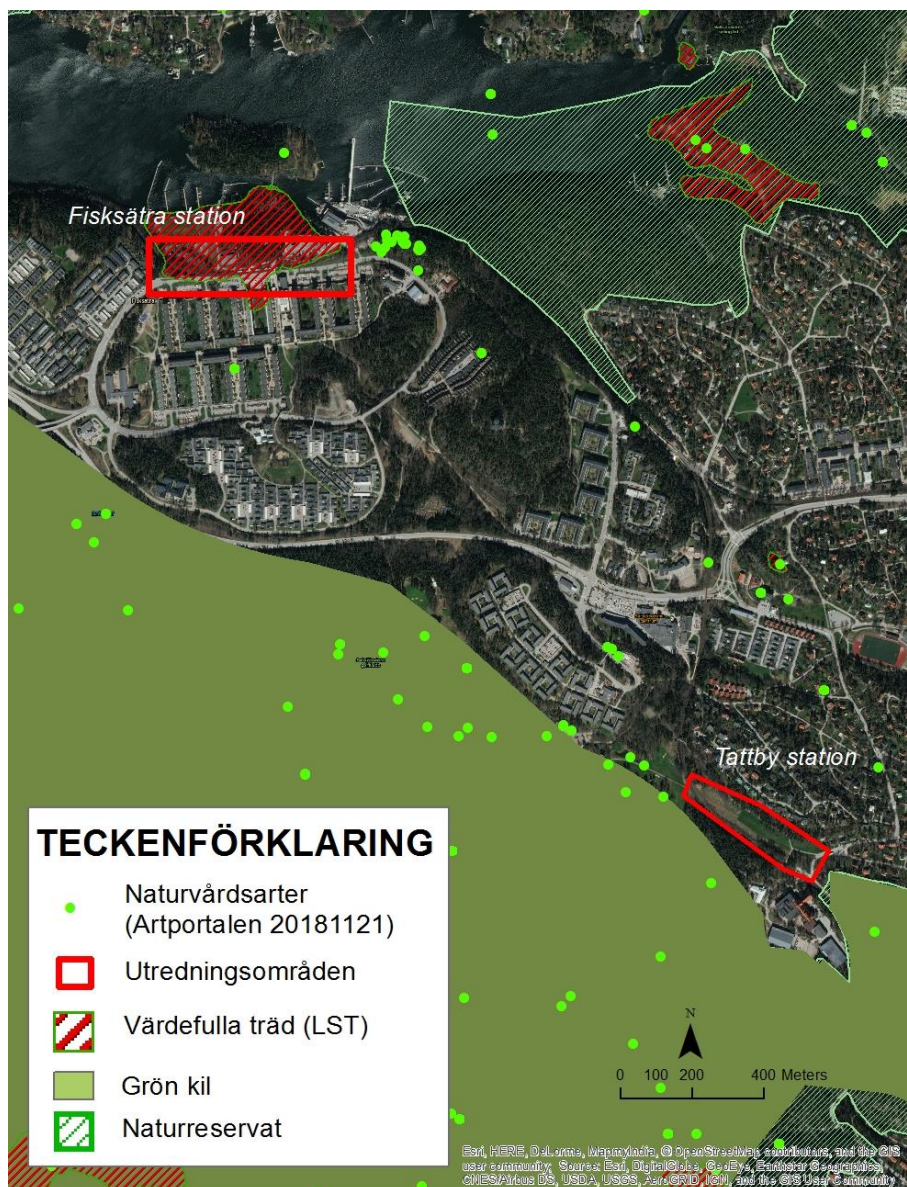 Fisksätra station
Tattby station
TECKENFÖRKLARING
Naturvårdsarter
(Artportalen 20181121)
Utredningsområden
Värdefulla träd (LST)
Grön kil
Naturreservat
N
0 100 200 400 Meters
Esri, HERE, DeLorme, MapmyIndia, © OpenStreetMap contributors, and the GIS
user community, Source: Esri, DigitalGlobe, GeoEye, Earthstar Geographics,
CNES/Airbus DS, USDA, USGS, AeroGRID, IGN, and the GIS User Community